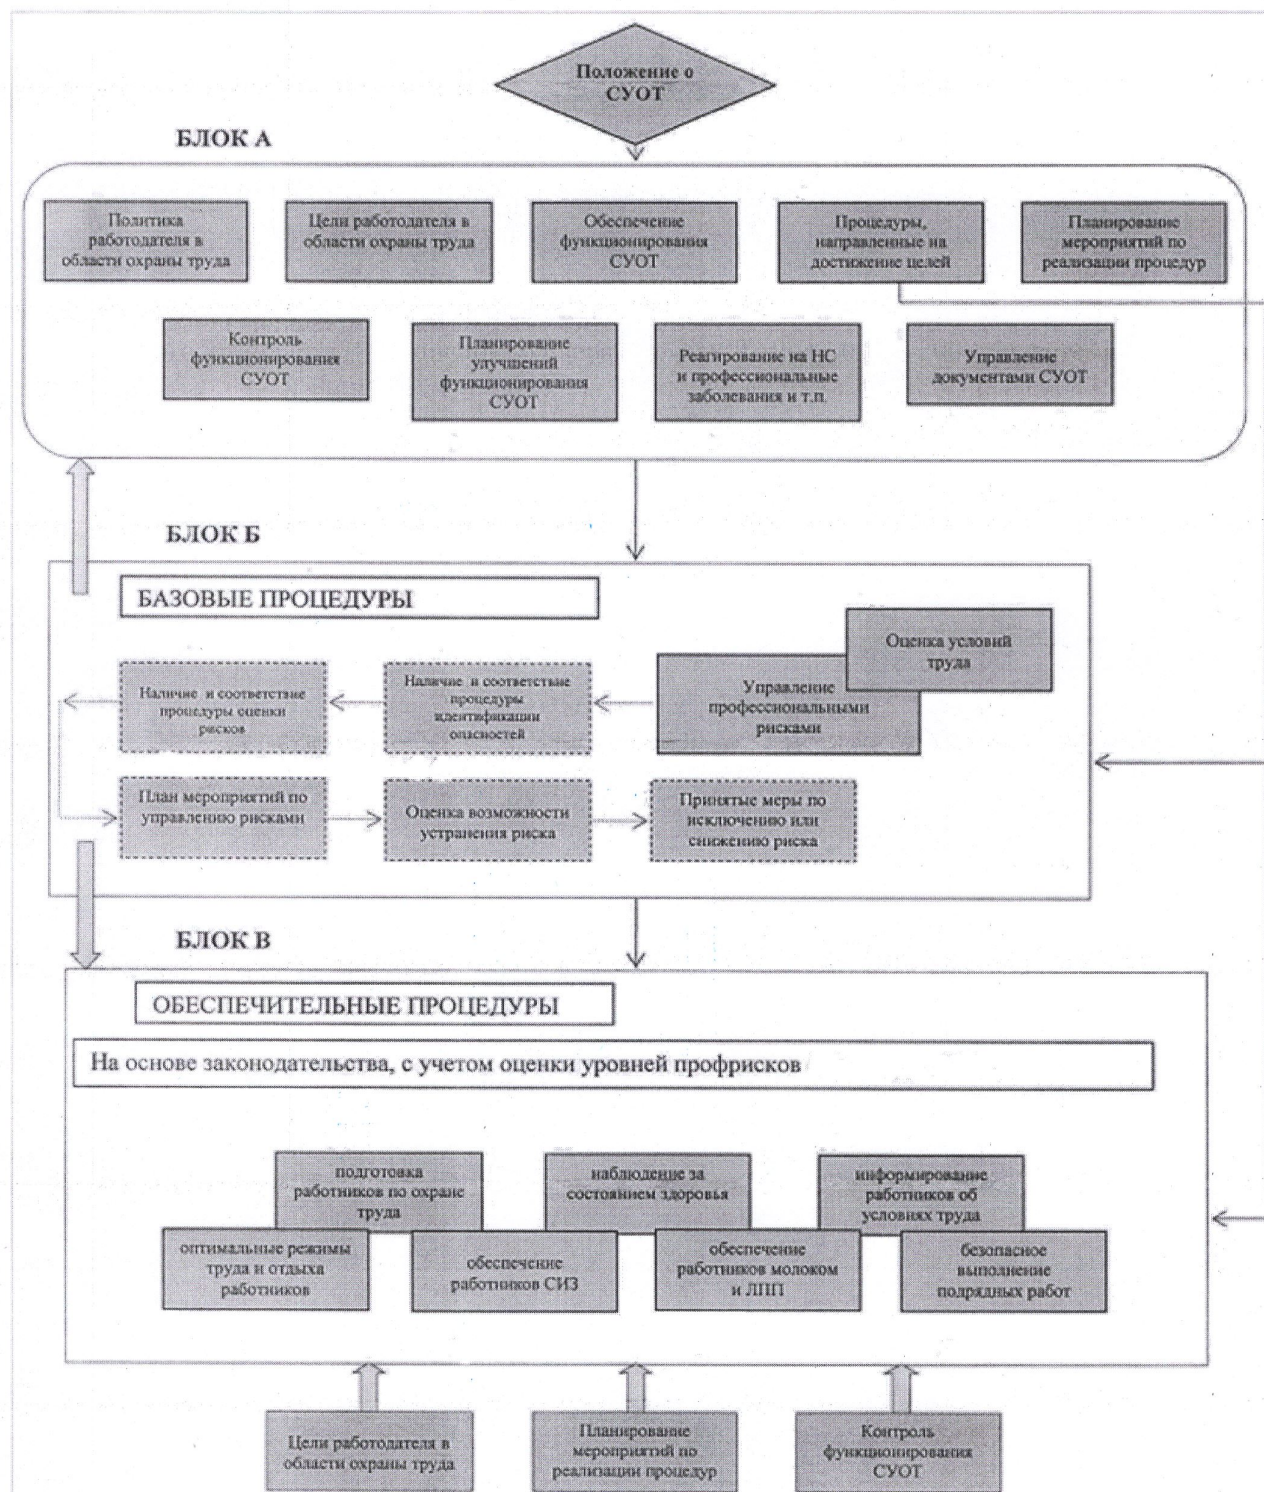 Положение о
СУОТ
БЛОК А
Политика
работодателя в
области охраны труда
Цели работодателя в
области охраны труда
Обеспечение
функционирования
СУОТ
Процедуры,
направленные на
достижение целей
Планирование
мероприятий по
реализации процедур
Контроль
функционирования
СУОТ
Планирование
улучшений
функционирования
СУОТ
Реагирование на НС
и профессиональные
заболевания и т.п.
Управление
документами СУОТ
БЛОК Б
БАЗОВЫЕ ПРОЦЕДУРЫ
Оценка условий
труда
Управление
профессиональными
рисками
Наличие и соответствие
процедуры
идентификации
опасностей
Наличие и соответствие
процедуры оценки
рисков
План мероприятий по
управлению рисками
Оценка возможности
устранения риска
Принятые меры по
исключению или
снижению риска
БЛОК В
ОБЕСПЕЧИТЕЛЬНЫЕ ПРОЦЕДУРЫ
На основе законодательства, с учетом оценки уровней профрисков
подготовка
работников по охране
труда
наблюдение за
состоянием здоровья
информирование
работников об
условиях труда
оптимальные режимы
труда и отдыха
работников
обеспечение
работников СИЗ
обеспечение
работников молоком
и ЛПП
безопасное
выполнение
подрядных работ
Цели работодателя в
области охраны труда
Планирование
мероприятий по
реализации процедур
Контроль
функционирования
СУОТ